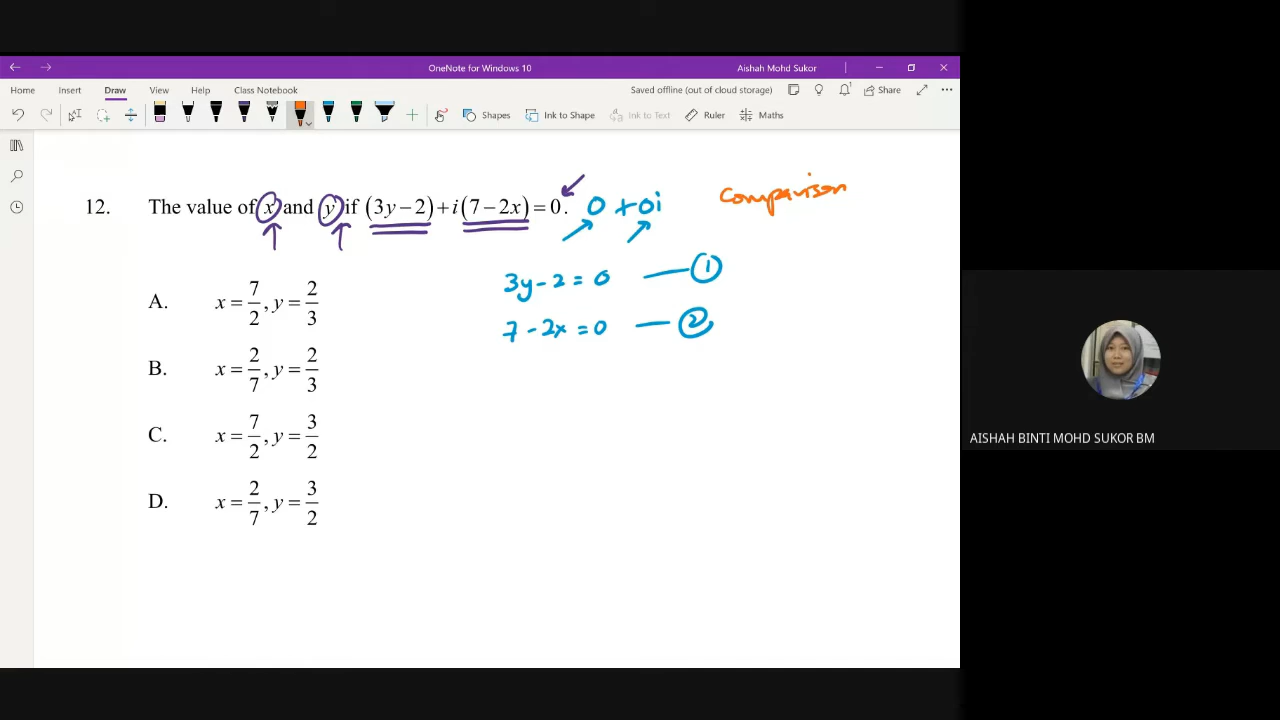 OneNote for Windows 10
Aishah Mohd Sukor
Home Insert Draw View Help Class Notebook
Saved offline (out of cloud storage)
Share
Shapes
Ink to Shape
Ink to Text
Ruler
Maths
12. The value of x and y if (3y − 2) + i(7 − 2x) = 0. 0 + 0i
comparison
3y − 2 = 0 — 1
7 − 2x = 0 — 2
A. x = 7/2, y = 2/3
B. x = 2/7, y = 2/3
C. x = 7/2, y = 3/2
D. x = 2/7, y = 3/2
AISHAH BINTI MOHD SUKOR BM